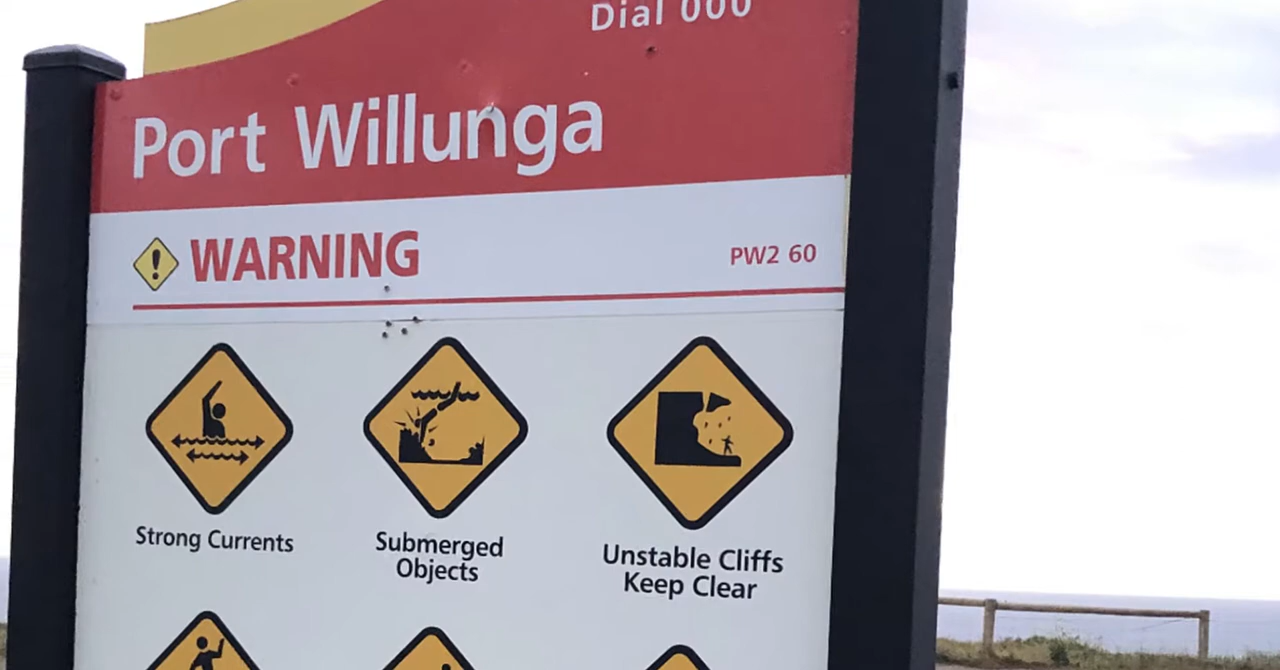 Dial 000
Port Willunga
WARNING
PW2 60
Strong Currents
Submerged
Objects
Unstable Cliffs
Keep Clear